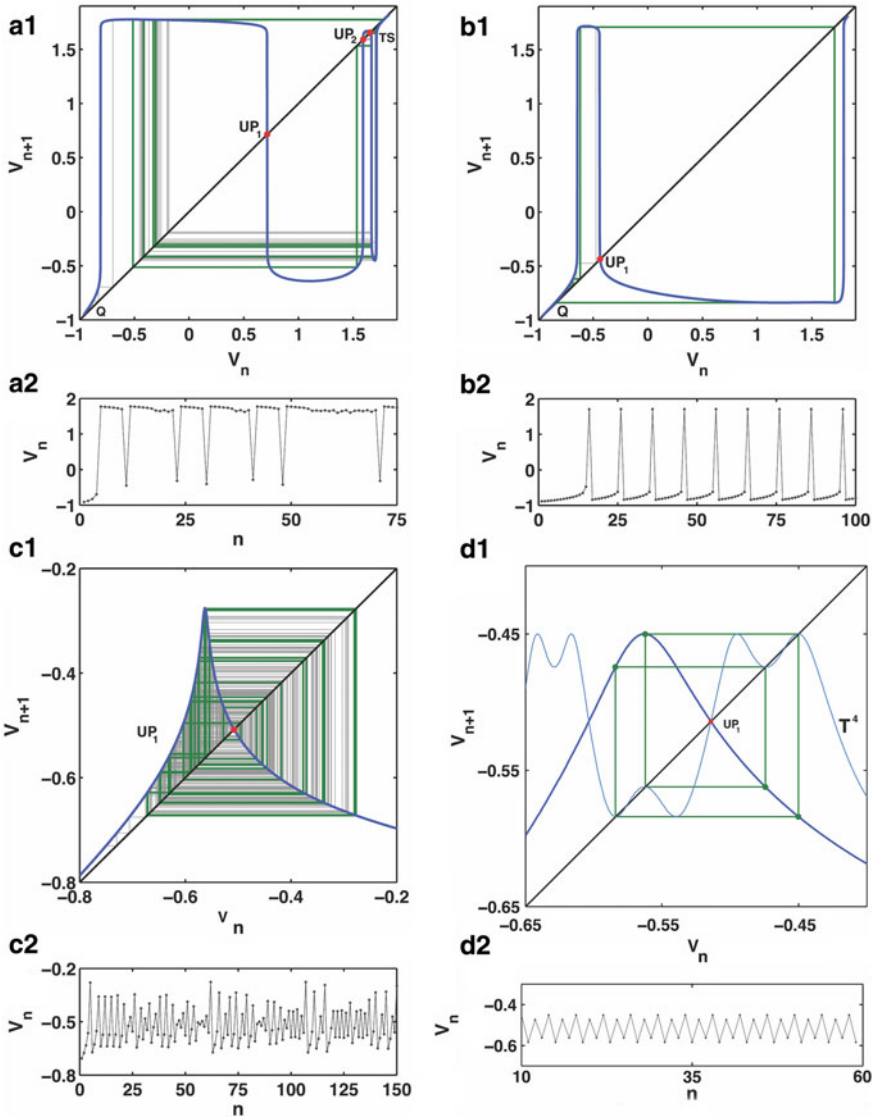 a1
b1
V_{n+1}
1.5
1
0.5
0
−0.5
−1
UP_2
TS
UP_1
Q
−1
−0.5
0
0.5
1
1.5
V_n
V_{n+1}
1.5
1
0.5
0
−0.5
−1
UP_1
Q
−1
−0.5
0
0.5
1
1.5
V_n
a2
b2
V_n
2
1
0
−1
0
25
50
75
n
V_n
2
1
0
−1
0
25
50
75
100
n
c1
d1
V_{n+1}
−0.2
−0.4
−0.6
−0.8
UP_1
−0.8
−0.6
−0.4
−0.2
V_n
V_{n+1}
−0.45
−0.55
−0.65
UP_1
T^4
−0.65
−0.55
−0.45
V_n
c2
d2
V_n
−0.2
−0.5
−0.8
0
25
50
75
100
125
150
n
V_n
−0.4
−0.6
10
35
60
n